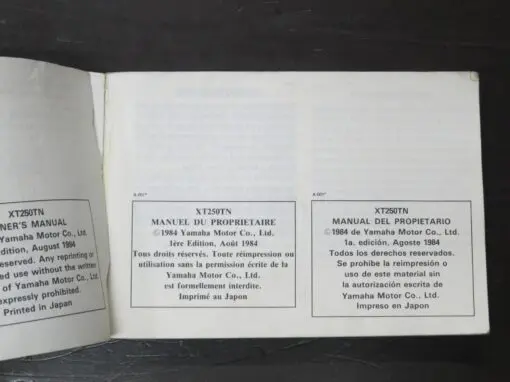 XT250TN
NER'S MANUAL
Yamaha Motor Co., Ltd.
dition, August 1984
eserved. Any reprinting or
ed use without the written
of Yamaha Motor Co., Ltd.
expressly prohibited.
Printed in Japan
XT250TN
MANUEL DU PROPRIETAIRE
©1984 Yamaha Motor Co., Ltd.
1ère Edition, Août 1984
Tous droits réservés. Toute réimpression ou
utilisation sans la permission écrite de la
Yamaha Motor Co., Ltd.
est formellement interdite.
Imprimé au Japon
XT250TN
MANUAL DEL PROPIETARIO
©1984 de Yamaha Motor Co., Ltd.
1a. edición, Agoste 1984
Todos los derechos reservados.
Se prohibe la reimpresión o
uso de este material sin
la autorización escrita de
Yamaha Motor Co., Ltd.
Impreso en Japón